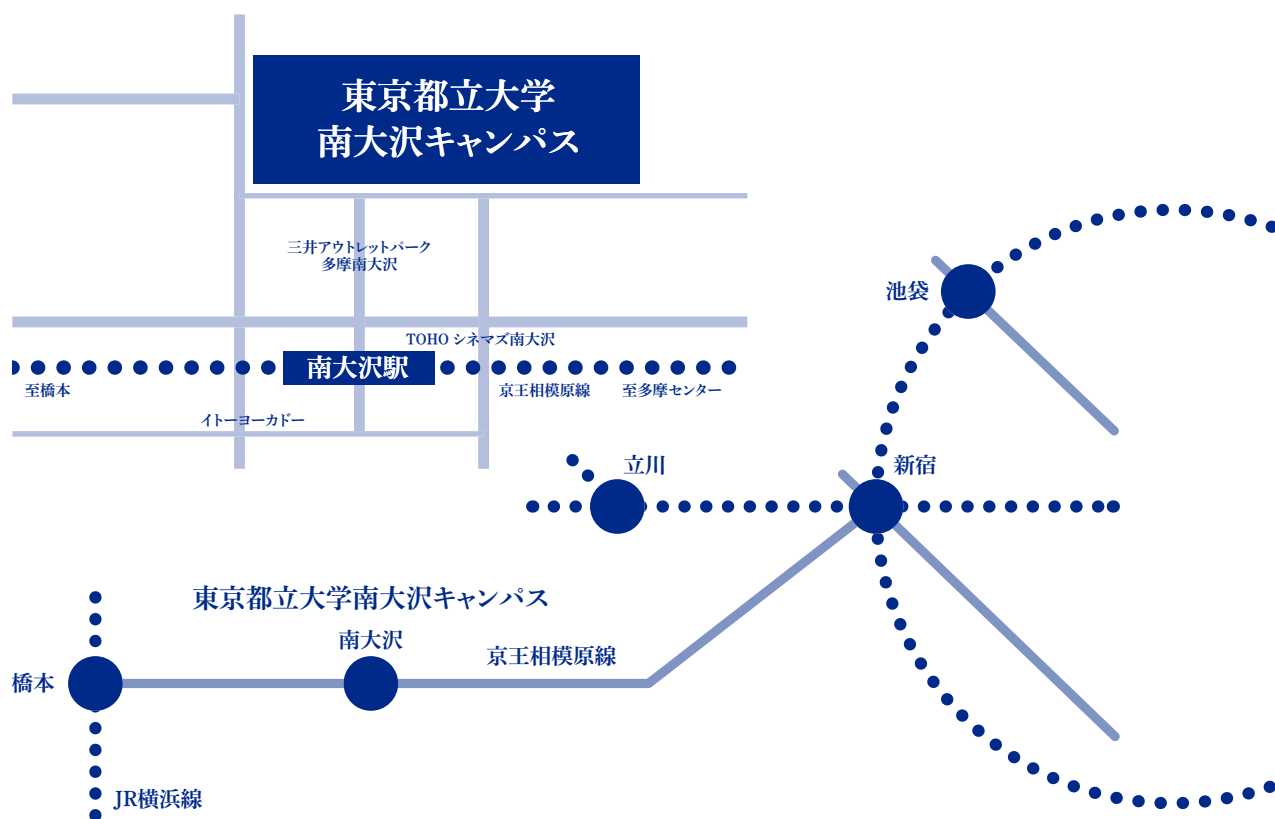 東京都立大学
南大沢キャンパス
三井アウトレットパーク
多摩南大沢
TOHO シネマズ南大沢
南大沢駅
至橋本
京王相模原線
至多摩センター
イトーヨーカドー
池袋
立川
新宿
東京都立大学南大沢キャンパス
南大沢
京王相模原線
橋本
JR横浜線